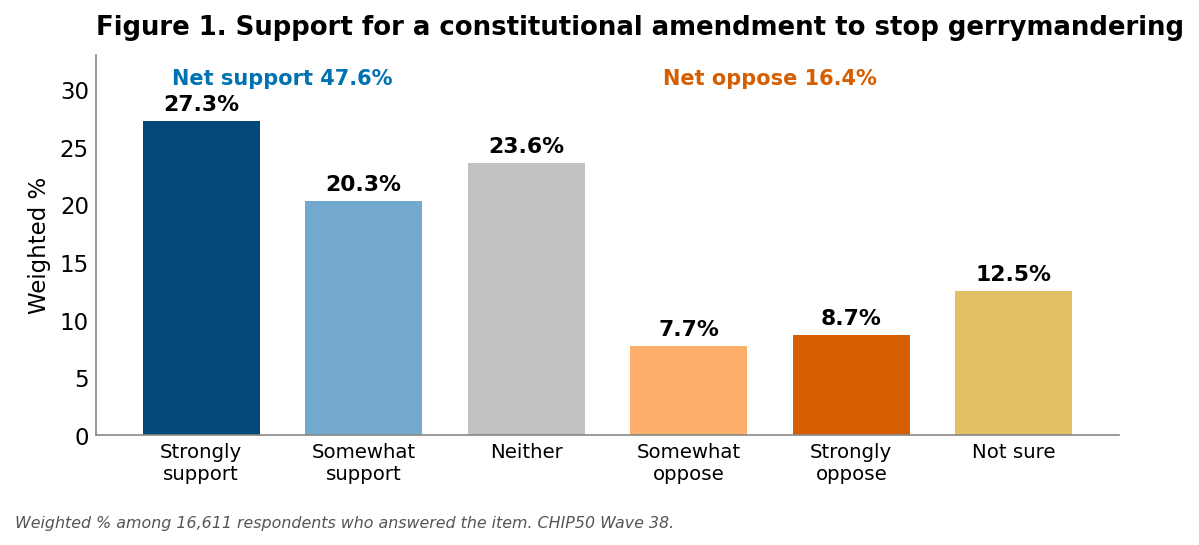 Figure 1. Support for a constitutional amendment to stop gerrymandering
Net support 47.6%
Net oppose 16.4%
Weighted %
30
25
20
15
10
5
0
27.3%
20.3%
23.6%
7.7%
8.7%
12.5%
Strongly
support
Somewhat
support
Neither
Somewhat
oppose
Strongly
oppose
Not sure
Weighted % among 16,611 respondents who answered the item. CHIP50 Wave 38.